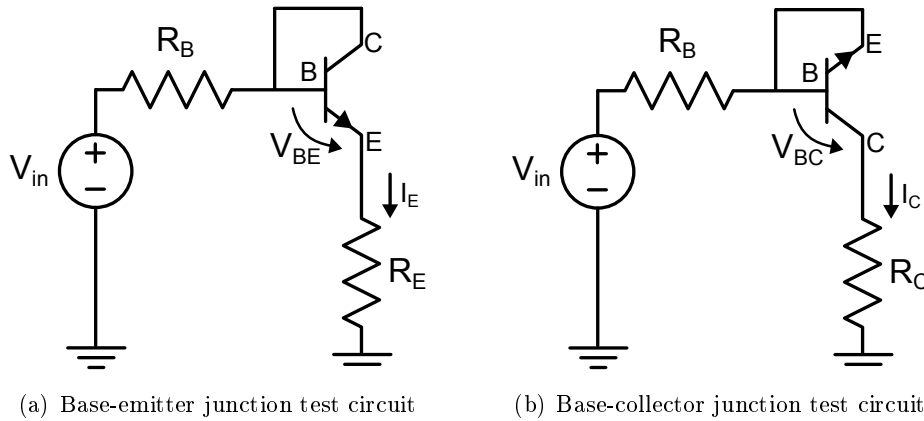 R_B
B
C
E
V_BE
V_in
+
−
I_E
R_E
(a) Base-emitter junction test circuit
R_B
B
E
C
V_BC
V_in
+
−
I_C
R_C
(b) Base-collector junction test circuit